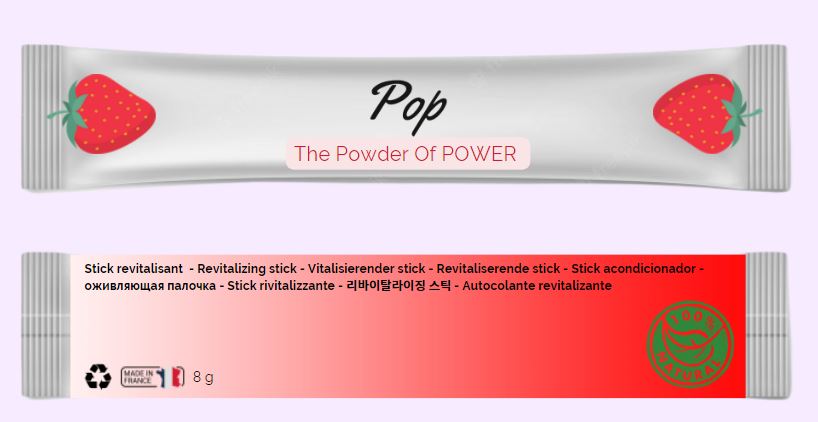 Pop
The Powder Of POWER
Stick revitalisant - Revitalizing stick - Vitalisierender stick - Revitaliserende stick - Stick acondicionador -
оживляющая палочка - Stick rivitalizzante - 리바이탈라이징 스틱 - Autocolante revitalizante
100%
NATURAL
MADE IN
FRANCE
8 g